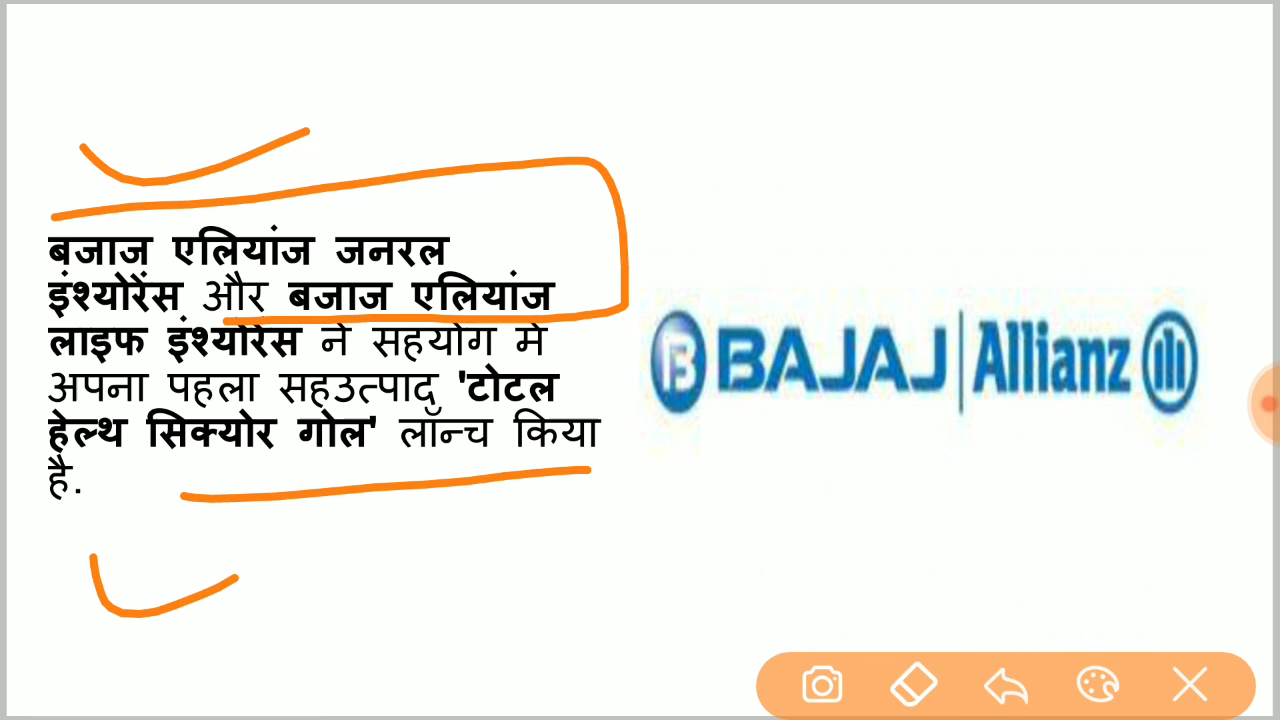 बजाज एलियांज जनरल
इंश्योरेंस और बजाज एलियांज
लाइफ इंश्योरेंस ने सहयोग में
अपना पहला सहउत्पाद 'टोटल
हेल्थ सिक्योर गोल' लॉन्च किया
है.
BAJAJ Allianz